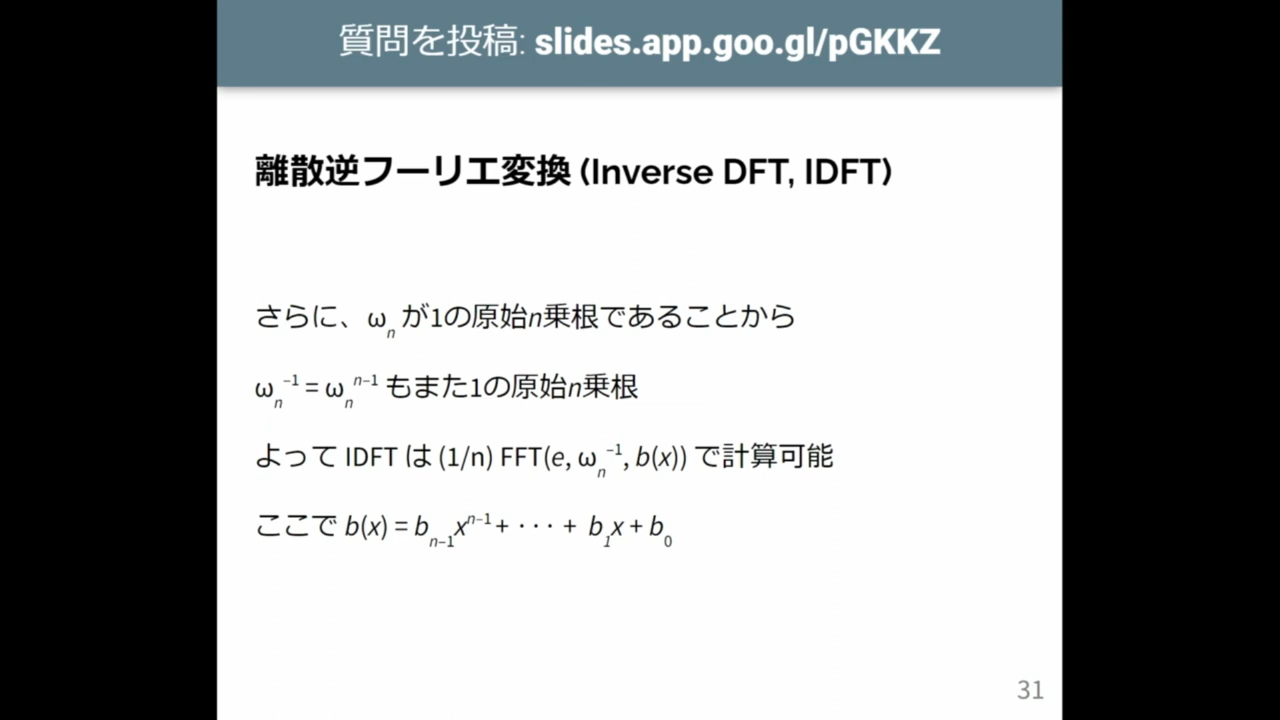 質問を投稿: slides.app.goo.gl/pGKKZ
離散逆フーリエ変換 (Inverse DFT, IDFT)
さらに、ωₙ が1の原始n乗根であることから
ωₙ⁻¹ = ωₙⁿ⁻¹ もまた1の原始n乗根
よって IDFT は (1/n) FFT(e, ωₙ⁻¹, b(x)) で計算可能
ここで b(x) = bₙ₋₁xⁿ⁻¹ + ··· + b₁x + b₀
31